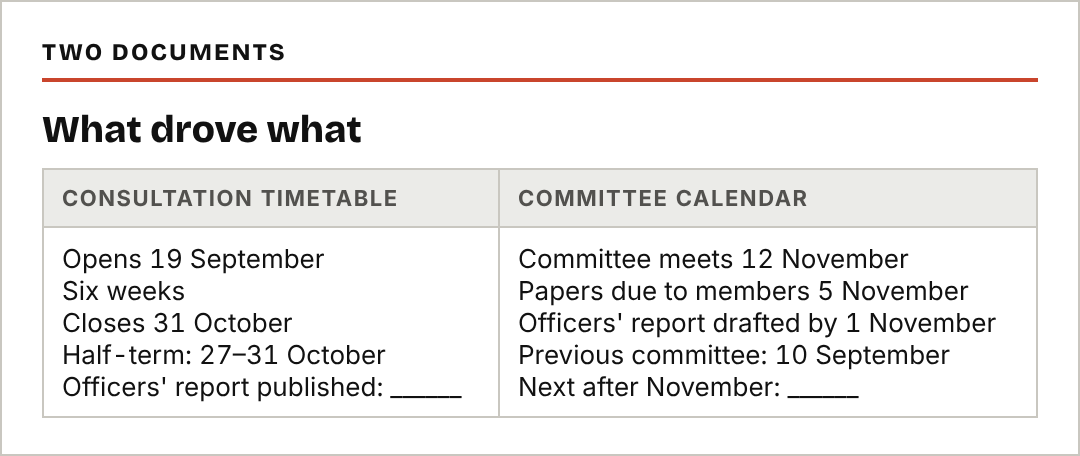 TWO DOCUMENTS
What drove what
CONSULTATION TIMETABLE
Opens 19 September
Six weeks
Closes 31 October
Half-term: 27–31 October
Officers' report published: ______
COMMITTEE CALENDAR
Committee meets 12 November
Papers due to members 5 November
Officers' report drafted by 1 November
Previous committee: 10 September
Next after November: ______